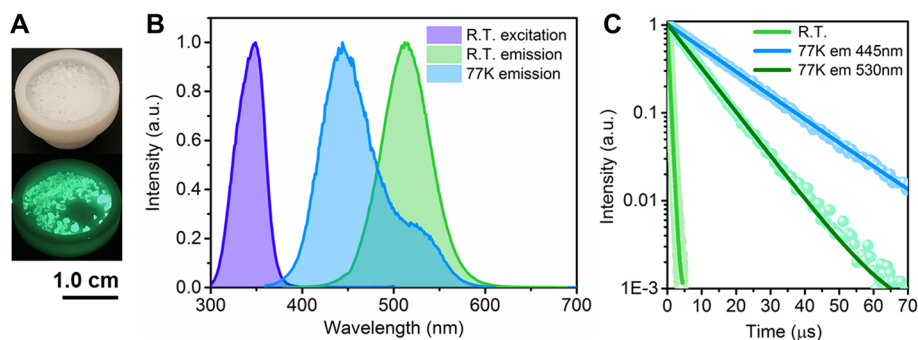 A
1.0 cm
B
Intensity (a.u.)
1.0
0.8
0.6
0.4
0.2
0.0
300 400 500 600 700
Wavelength (nm)
R.T. excitation
R.T. emission
77K emission
C
Intensity (a.u.)
1
0.1
0.01
1E-3
0 10 20 30 40 50 60 70
Time (μs)
R.T.
77K em 445nm
77K em 530nm